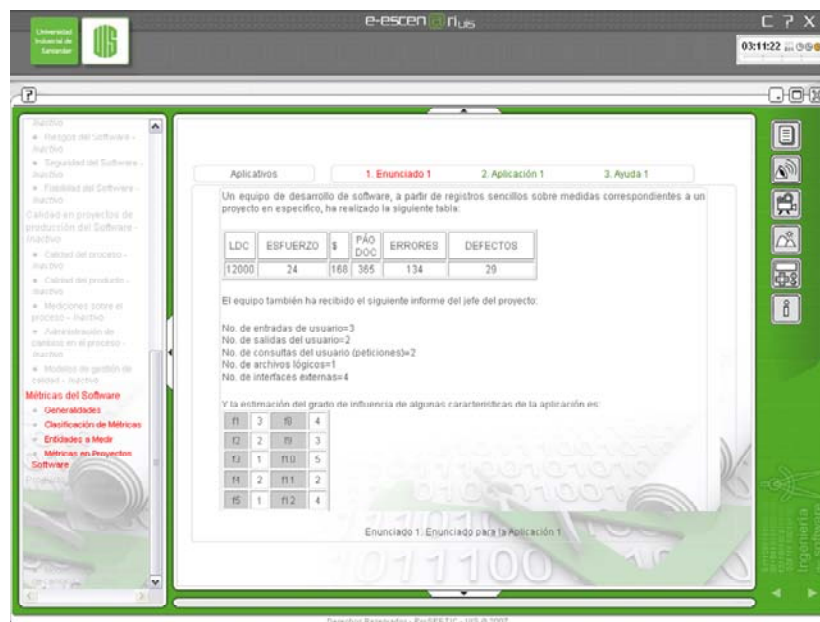 Universidad
Industrial de
Santander
UIS
e-escen@riUIS
03:11:22
Inactivo
Riesgos del Software -
Inactivo
Seguridad del Software -
Inactivo
Fiabilidad del Software -
Inactivo
Calidad en proyectos de
producción del Software -
Inactivo
Calidad del proceso -
Inactivo
Calidad del producto -
Inactivo
Mediciones sobre el
proceso - Inactivo
Administración de
cambios en el proceso -
Inactivo
Modelos de gestión de
calidad - Inactivo
Métricas del Software
Generalidades
Clasificación de Métricas
Entidades a Medir
Métricas en Proyectos
Software
Aplicativos
1. Enunciado 1
2. Aplicación 1
3. Ayuda 1
Un equipo de desarrollo de software, a partir de registros sencillos sobre medidas correspondientes a un
proyecto en específico, ha realizado la siguiente tabla:
LDC ESFUERZO $ PÁG DOC ERRORES DEFECTOS
12000 24 168 365 134 29
El equipo también ha recibido el siguiente informe del jefe del proyecto:
No. de entradas de usuario=3
No. de salidas del usuario=2
No. de consultas del usuario (peticiones)=2
No. de archivos lógicos=1
No. de interfaces externas=4
Y la estimación del grado de influencia de algunas características de la aplicación es:
f1 3 f8 4
f2 2 f9 3
f3 1 f10 5
f4 2 f11 2
f5 1 f12 4
Enunciado 1. Enunciado para la Aplicación 1
Ingeniería
de Software